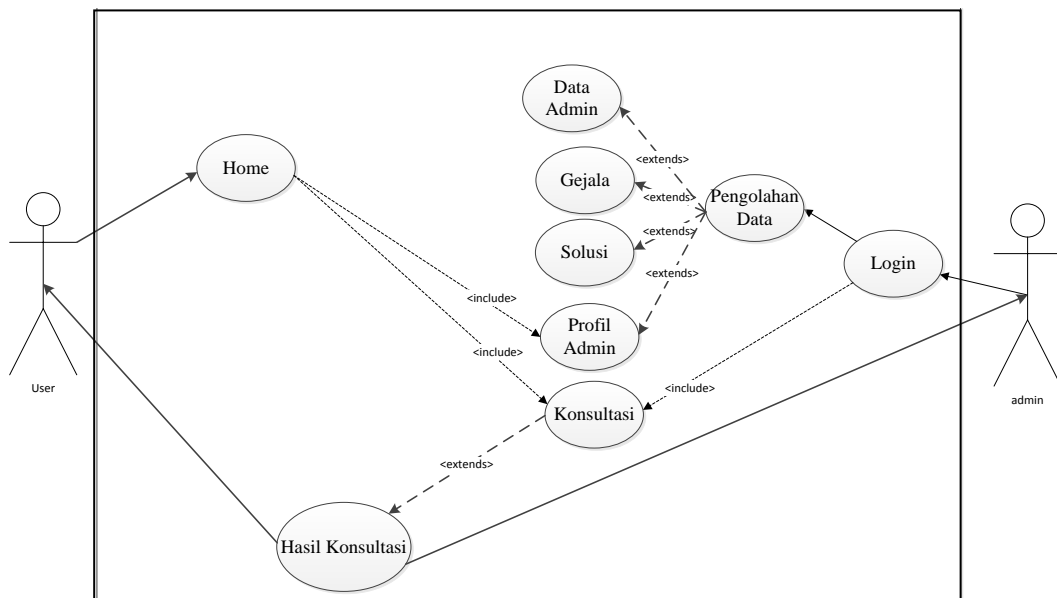 Data
Admin
Home
<extends>
Gejala
<extends>
Pengolahan
Data
<extends>
Solusi
Login
<extends>
<include>
Profil
Admin
<include>
User
<include>
admin
Konsultasi
<extends>
Hasil Konsultasi